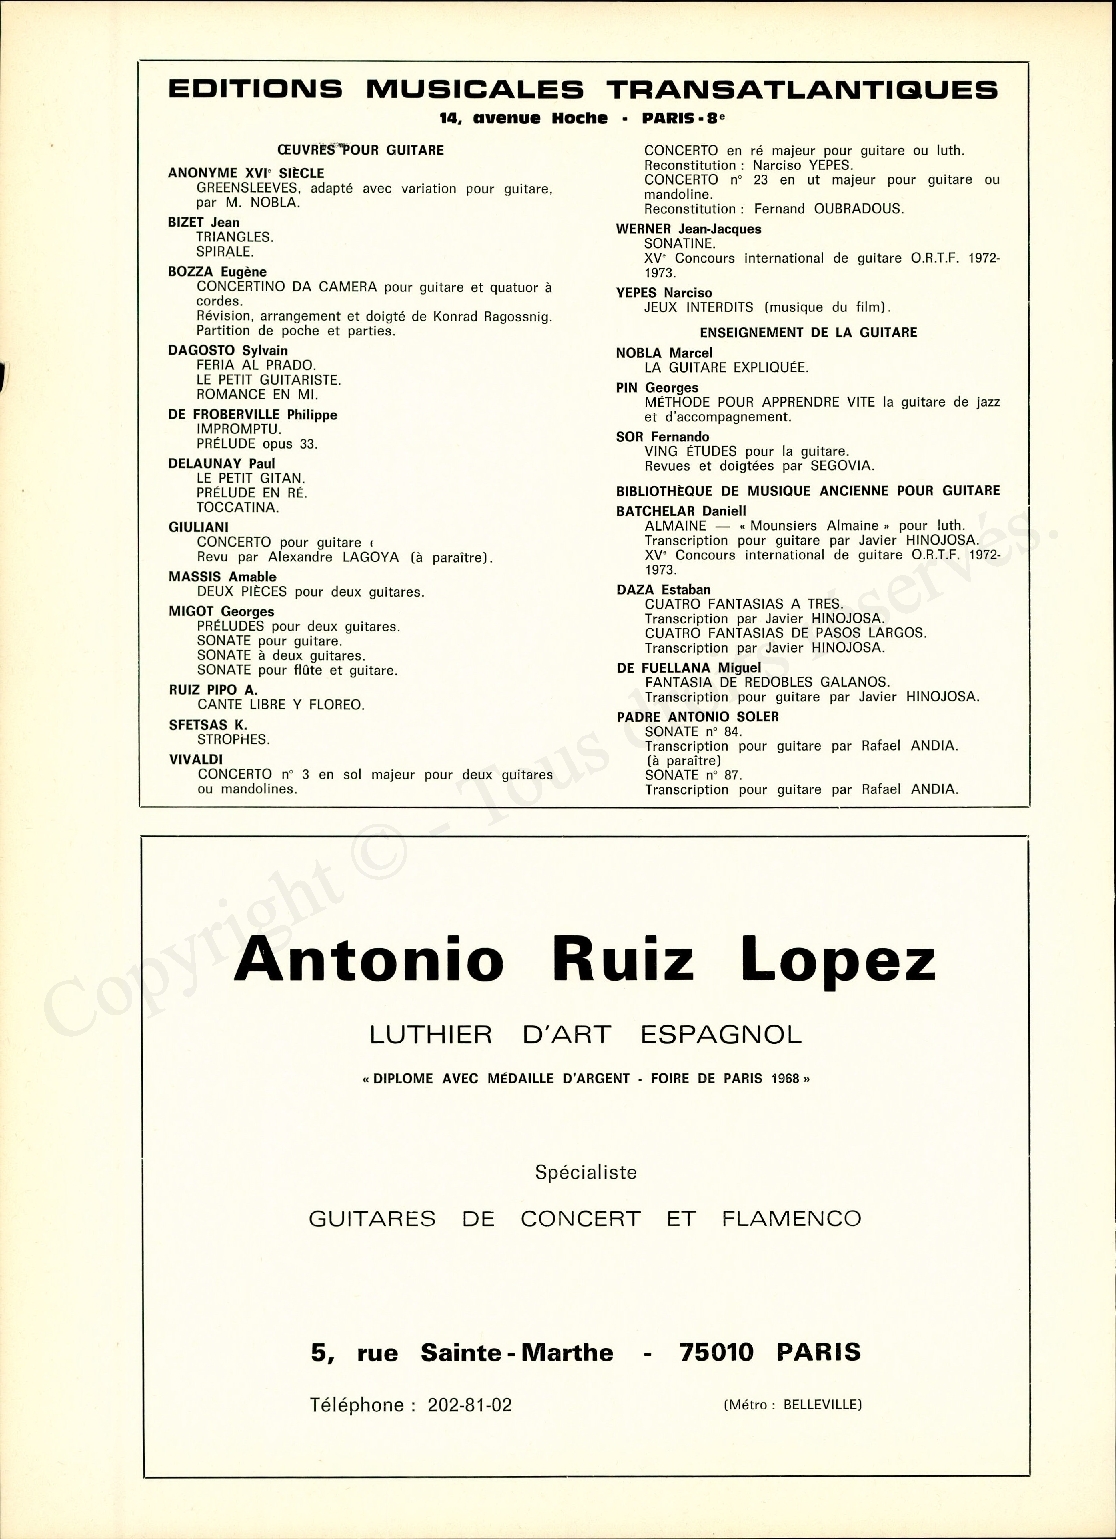 EDITIONS MUSICALES TRANSATLANTIQUES
14, avenue Hoche - PARIS-8e
ŒUVRES POUR GUITARE
ANONYME XVIe SIÈCLE
GREENSLEEVES, adapté avec variation pour guitare,
par M. NOBLA.
BIZET Jean
TRIANGLES.
SPIRALE.
BOZZA Eugène
CONCERTINO DA CAMERA pour guitare et quatuor à
cordes.
Révision, arrangement et doigté de Konrad Ragossnig.
Partition de poche et parties.
DAGOSTO Sylvain
FERIA AL PRADO.
LE PETIT GUITARISTE.
ROMANCE EN MI.
DE FROBERVILLE Philippe
IMPROMPTU.
PRÉLUDE opus 33.
DELAUNAY Paul
LE PETIT GITAN.
PRÉLUDE EN RÉ.
TOCCATINA.
GIULIANI
CONCERTO pour guitare
Revu par Alexandre LAGOYA (à paraître).
MASSIS Amable
DEUX PIÈCES pour deux guitares.
MIGOT Georges
PRÉLUDES pour deux guitares.
SONATE pour guitare.
SONATE à deux guitares.
SONATE pour flûte et guitare.
RUIZ PIPO A.
CANTE LIBRE Y FLOREO.
SFETSAS K.
STROPHES.
VIVALDI
CONCERTO n° 3 en sol majeur pour deux guitares
ou mandolines.
CONCERTO en ré majeur pour guitare ou luth.
Reconstitution : Narciso YEPES.
CONCERTO n° 23 en ut majeur pour guitare ou
mandoline.
Reconstitution : Fernand OUBRADOUS.
WERNER Jean-Jacques
SONATINE.
XVe Concours international de guitare O.R.T.F. 1972-
1973.
YEPES Narciso
JEUX INTERDITS (musique du film).
ENSEIGNEMENT DE LA GUITARE
NOBLA Marcel
LA GUITARE EXPLIQUÉE.
PIN Georges
MÉTHODE POUR APPRENDRE VITE la guitare de jazz
et d'accompagnement.
SOR Fernando
VING ÉTUDES pour la guitare.
Revues et doigtées par SEGOVIA.
BIBLIOTHÈQUE DE MUSIQUE ANCIENNE POUR GUITARE
BATCHELAR Daniell
ALMAINE — « Mounsiers Almaine » pour luth.
Transcription pour guitare par Javier HINOJOSA.
XVe Concours international de guitare O.R.T.F. 1972-
1973.
DAZA Estaban
CUATRO FANTASIAS A TRES.
Transcription par Javier HINOJOSA.
CUATRO FANTASIAS DE PASOS LARGOS.
Transcription par Javier HINOJOSA.
DE FUELLANA Miguel
FANTASIA DE REDOBLES GALANOS.
Transcription pour guitare par Javier HINOJOSA.
PADRE ANTONIO SOLER
SONATE n° 84.
Transcription pour guitare par Rafael ANDIA.
(à paraître)
SONATE n° 87.
Transcription pour guitare par Rafael ANDIA.
Copyright © - Tous droits réservés.
Antonio Ruiz Lopez
LUTHIER D'ART ESPAGNOL
« DIPLOME AVEC MÉDAILLE D'ARGENT - FOIRE DE PARIS 1968 »
Spécialiste
GUITARES DE CONCERT ET FLAMENCO
5, rue Sainte-Marthe - 75010 PARIS
Téléphone : 202-81-02
(Métro : BELLEVILLE)